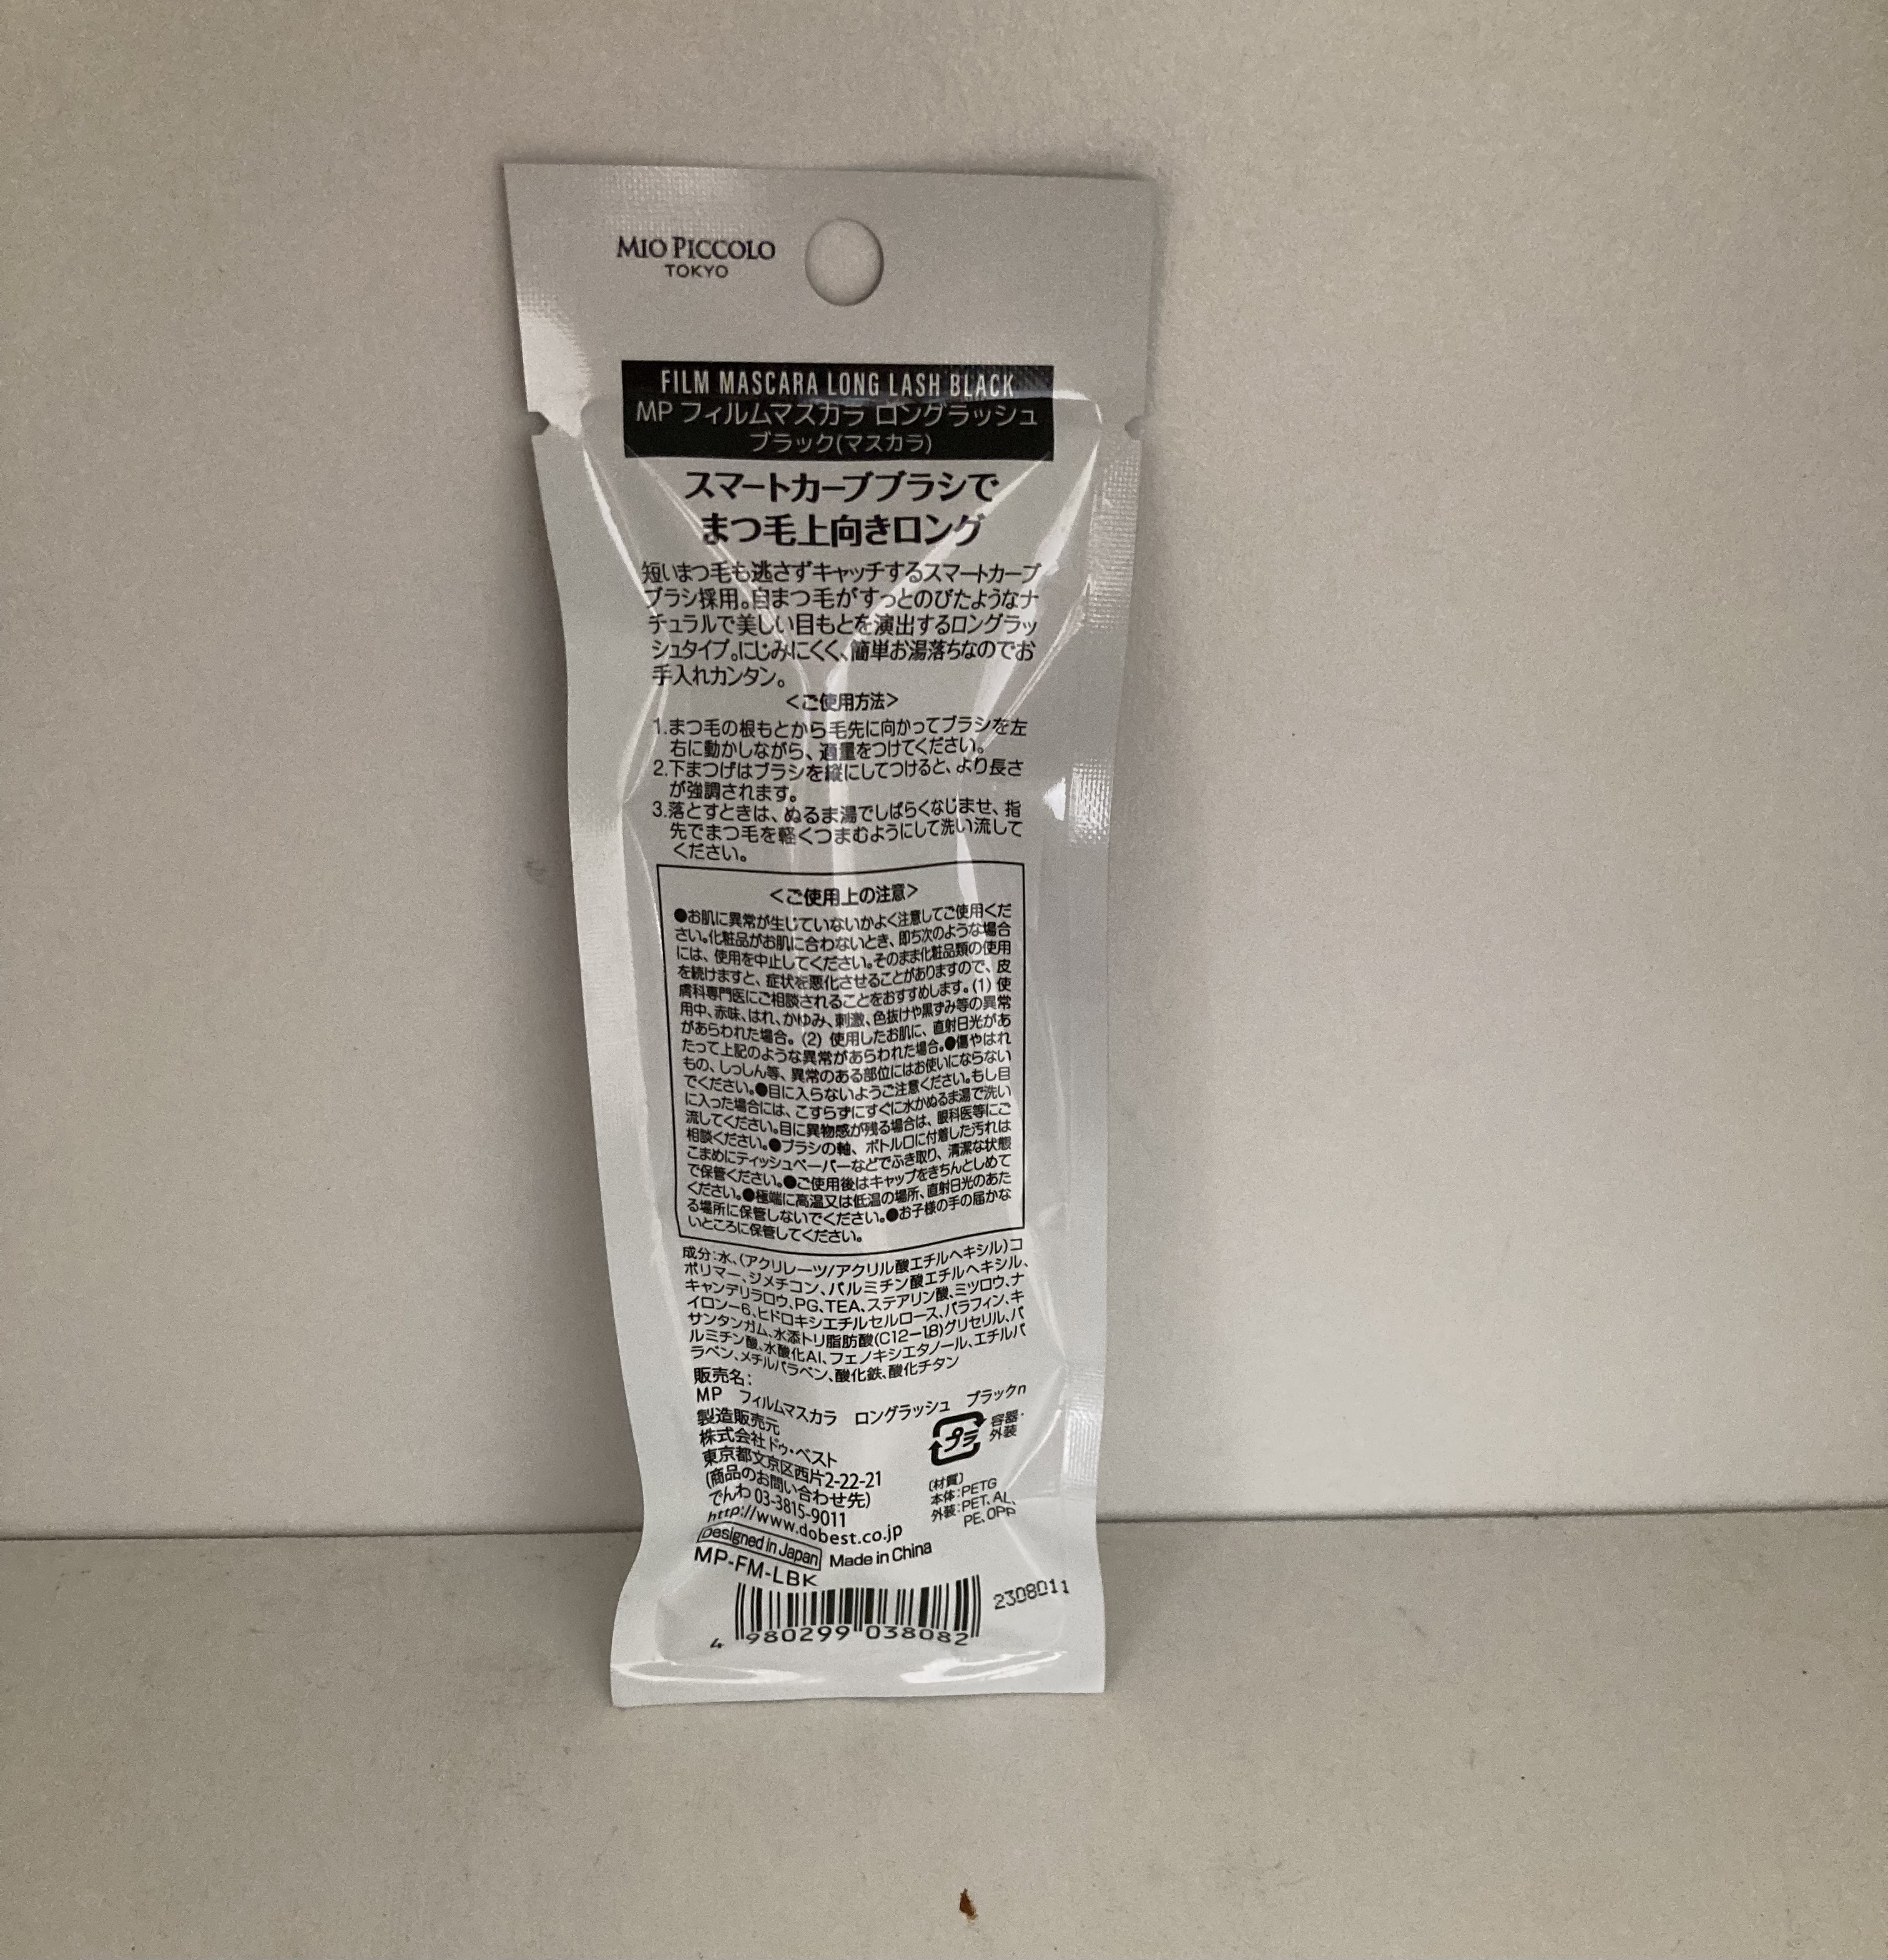 MIO PICCOLO
TOKYO
FILM MASCARA LONG LASH BLACK
MP フィルムマスカラ ロングラッシュ
ブラック(マスカラ)
スマートカーブブラシで
まつ毛上向きロング
短いまつ毛も逃さずキャッチするスマートカーブ
ブラシ採用。自まつ毛がすっとのびたようなナ
チュラルで美しい目もとを演出するロングラッ
シュタイプ。にじみにくく、簡単お湯落ちなのでお
手入れカンタン。
<ご使用方法>
1.まつ毛の根もとから毛先に向かってブラシを左
右に動かしながら、適量をつけてください。
2.下まつげはブラシを縦にしてつけると、より長さ
が強調されます。
3.落とすときは、ぬるま湯でしばらくなじませ、指
先でまつ毛を軽くつまむようにして洗い流して
ください。
<ご使用上の注意>
●お肌に異常が生じていないかよく注意してご使用くだ
さい。化粧品がお肌に合わないとき、即ち次のような場合
には、使用を中止してください。そのまま化粧品類の使用
を続けますと、症状を悪化させることがありますので、皮
膚科専門医にご相談されることをおすすめします。(1) 使
用中、赤味、はれ、かゆみ、刺激、色抜けや黒ずみ等の異常
があらわれた場合。(2) 使用したお肌に、直射日光があ
たって上記のような異常があらわれた場合。●傷やはれ
もの、しっしん等、異常のある部位にはお使いにならない
でください。●目に入らないようご注意ください。もし目
に入った場合には、こすらずにすぐに水かぬるま湯で洗い
流してください。目に異物感が残る場合は、眼科医等にご
相談ください。●ブラシの軸、ボトル口に付着した汚れは
こまめにティッシュペーパーなどでふき取り、清潔な状態
で保管ください。●ご使用後はキャップをきちんとしめて
ください。●極端に高温又は低温の場所、直射日光のあた
る場所に保管しないでください。●お子様の手の届かな
いところに保管してください。
成分:水、(アクリレーツ/アクリル酸エチルヘキシル)コ
ポリマー、ジメチコン、パルミチン酸エチルヘキシル、
キャンデリラロウ、PG、TEA、ステアリン酸、ミツロウ、ナ
イロン-6、ヒドロキシエチルセルロース、パラフィン、キ
サンタンガム、水添トリ脂肪酸(C12-18)グリセリル、パ
ルミチン酸、水酸化Al、フェノキシエタノール、エチルパ
ラベン、メチルパラベン、酸化鉄、酸化チタン
販売名:
MP フィルムマスカラ ロングラッシュ ブラックn
製造販売元
株式会社ドゥ・ベスト
東京都文京区西片2-22-21
(商品のお問い合わせ先)
でんわ 03-3815-9011
http://www.dobest.co.jp
プラ
容器・
外装
(材質)
本体:PETG
外装:PET、AL、
PE、OPP
Designed in Japan Made in China
MP-FM-LBK
2308011
4 980299 038082